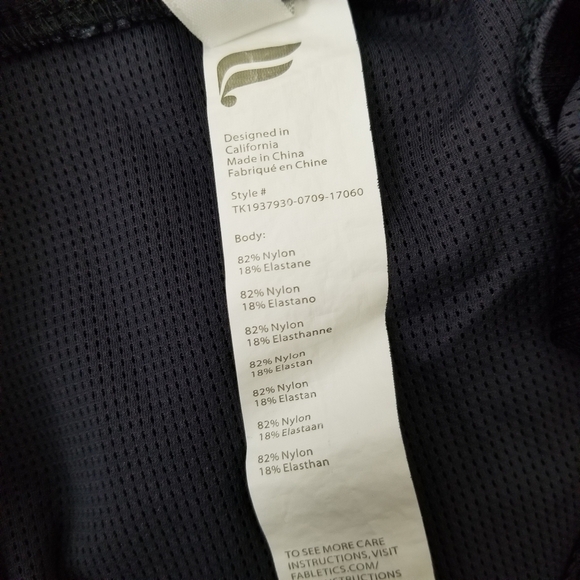 Designed in
California
Made in China
Fabriqué en Chine
Style #
TK1937930-0709-17060
Body:
82% Nylon
18% Elastane
82% Nylon
18% Elastano
82% Nylon
18% Elasthanne
82% Nylon
18% Elastan
82% Nylon
18% Elastan
82% Nylon
18% Elastaan
82% Nylon
18% Elasthan
TO SEE MORE CARE
INSTRUCTIONS, VISIT
FABLETICS.COM/
INSTRUCTIONS